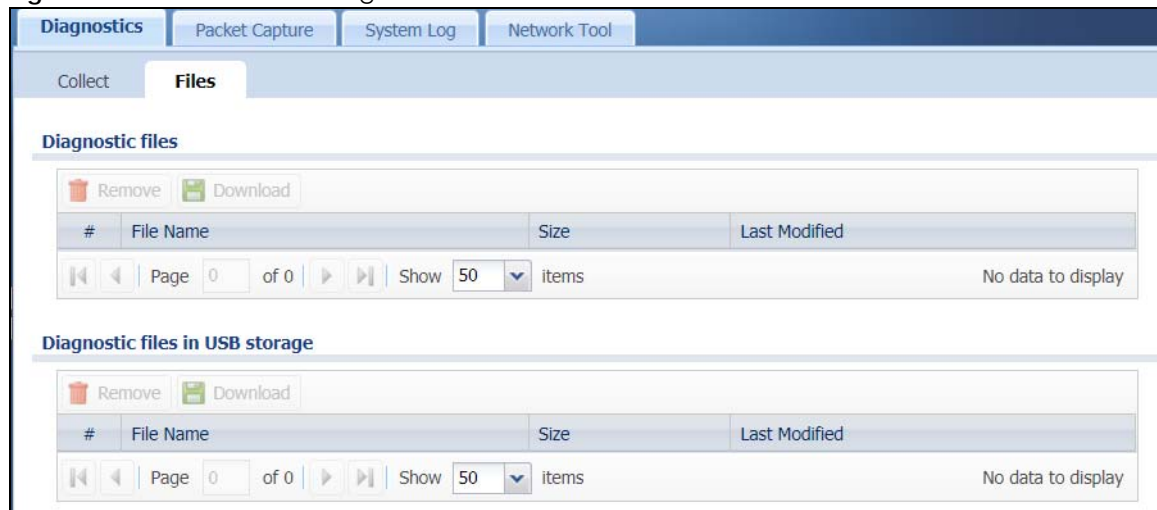 Diagnostics Packet Capture System Log Network Tool
Collect Files
Diagnostic files
Remove Download
# File Name Size Last Modified
Page 0 of 0 Show 50 items No data to display
Diagnostic files in USB storage
Remove Download
# File Name Size Last Modified
Page 0 of 0 Show 50 items No data to display